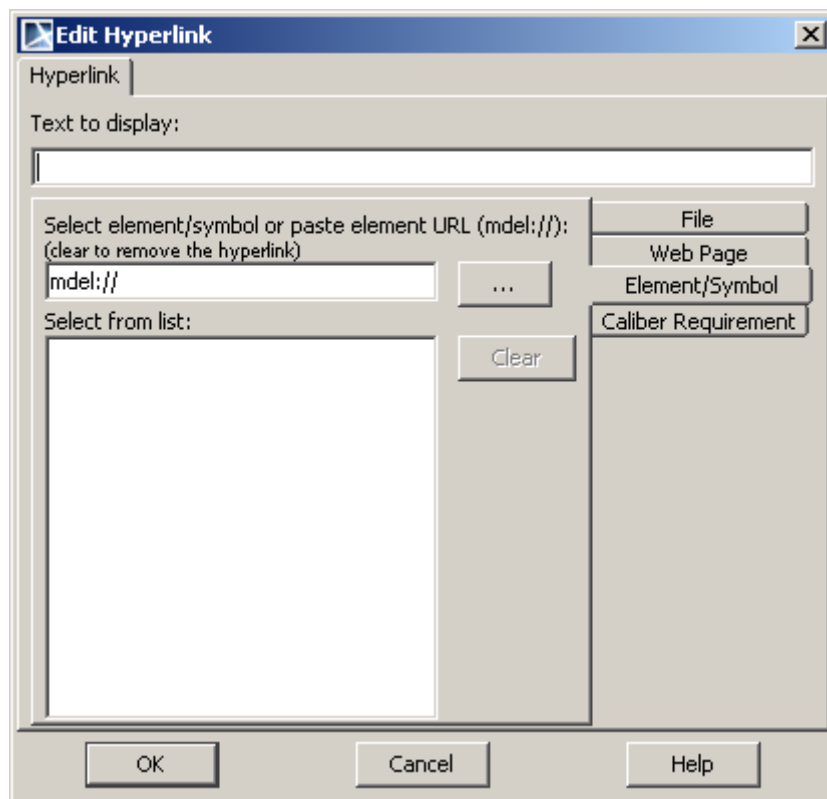 Edit Hyperlink
Hyperlink
Text to display:
Select element/symbol or paste element URL (mdel://):
(clear to remove the hyperlink)
mdel://
...
Select from list:
Clear
File
Web Page
Element/Symbol
Caliber Requirement
OK
Cancel
Help